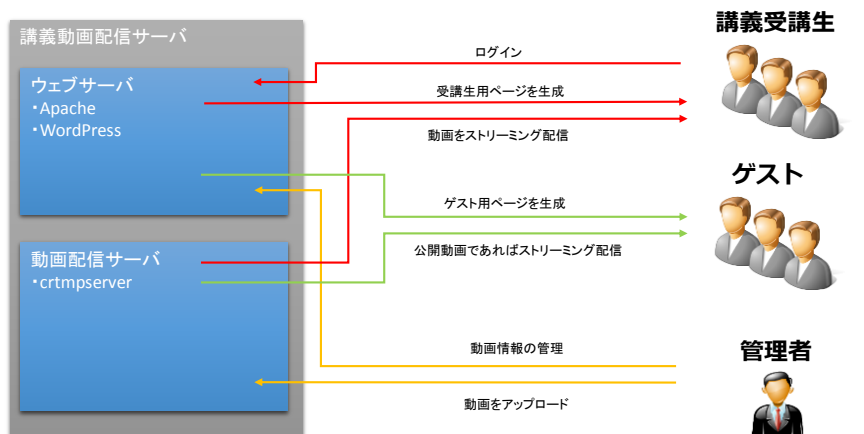 講義動画配信サーバ
ウェブサーバ
・Apache
・WordPress
動画配信サーバ
・crtmpserver
ログイン
受講生用ページを生成
動画をストリーミング配信
ゲスト用ページを生成
公開動画であればストリーミング配信
動画情報の管理
動画をアップロード
講義受講生
ゲスト
管理者